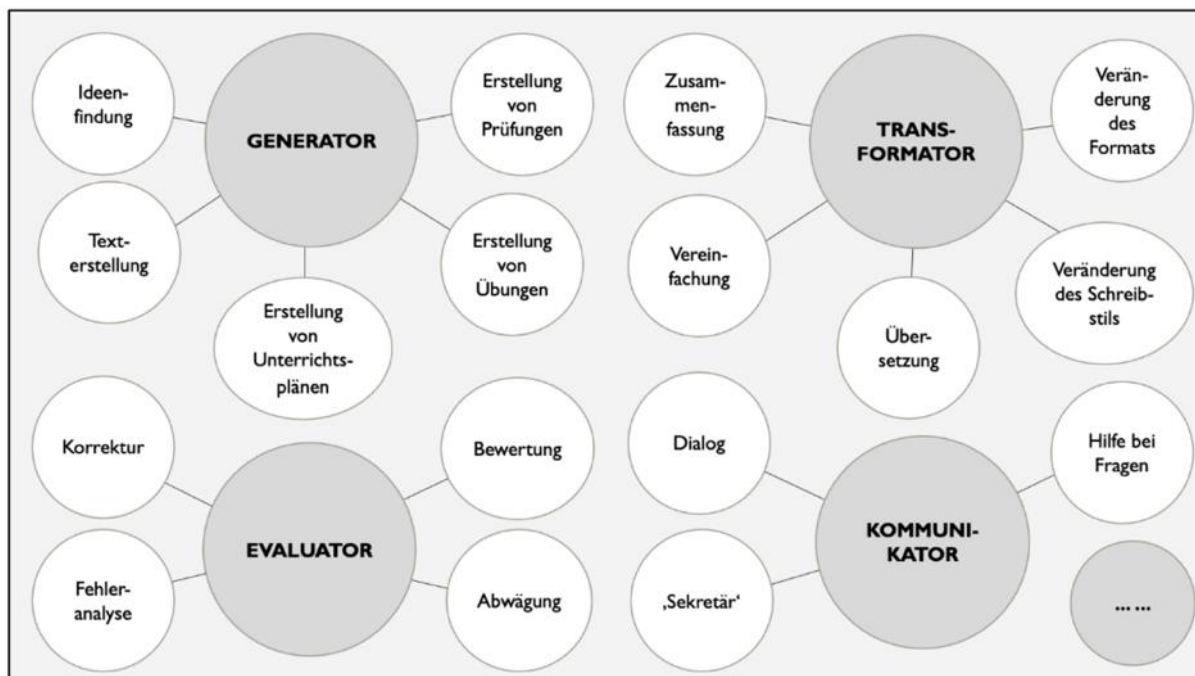 Ideen-
findung
GENERATOR
Erstellung
von
Prüfungen
Text-
erstellung
Erstellung
von
Übungen
Erstellung
von
Unterrichts-
plänen
Zusam-
men-
fassung
TRANS-
FORMATOR
Verän-
derung
des
Formats
Verein-
fachung
Veränderung
des Schreib-
stils
Über-
setzung
Korrektur
EVALUATOR
Bewertung
Fehler-
analyse
Abwägung
Dialog
KOMMUNI-
KATOR
Hilfe bei
Fragen
‚Sekretär‘
... ...